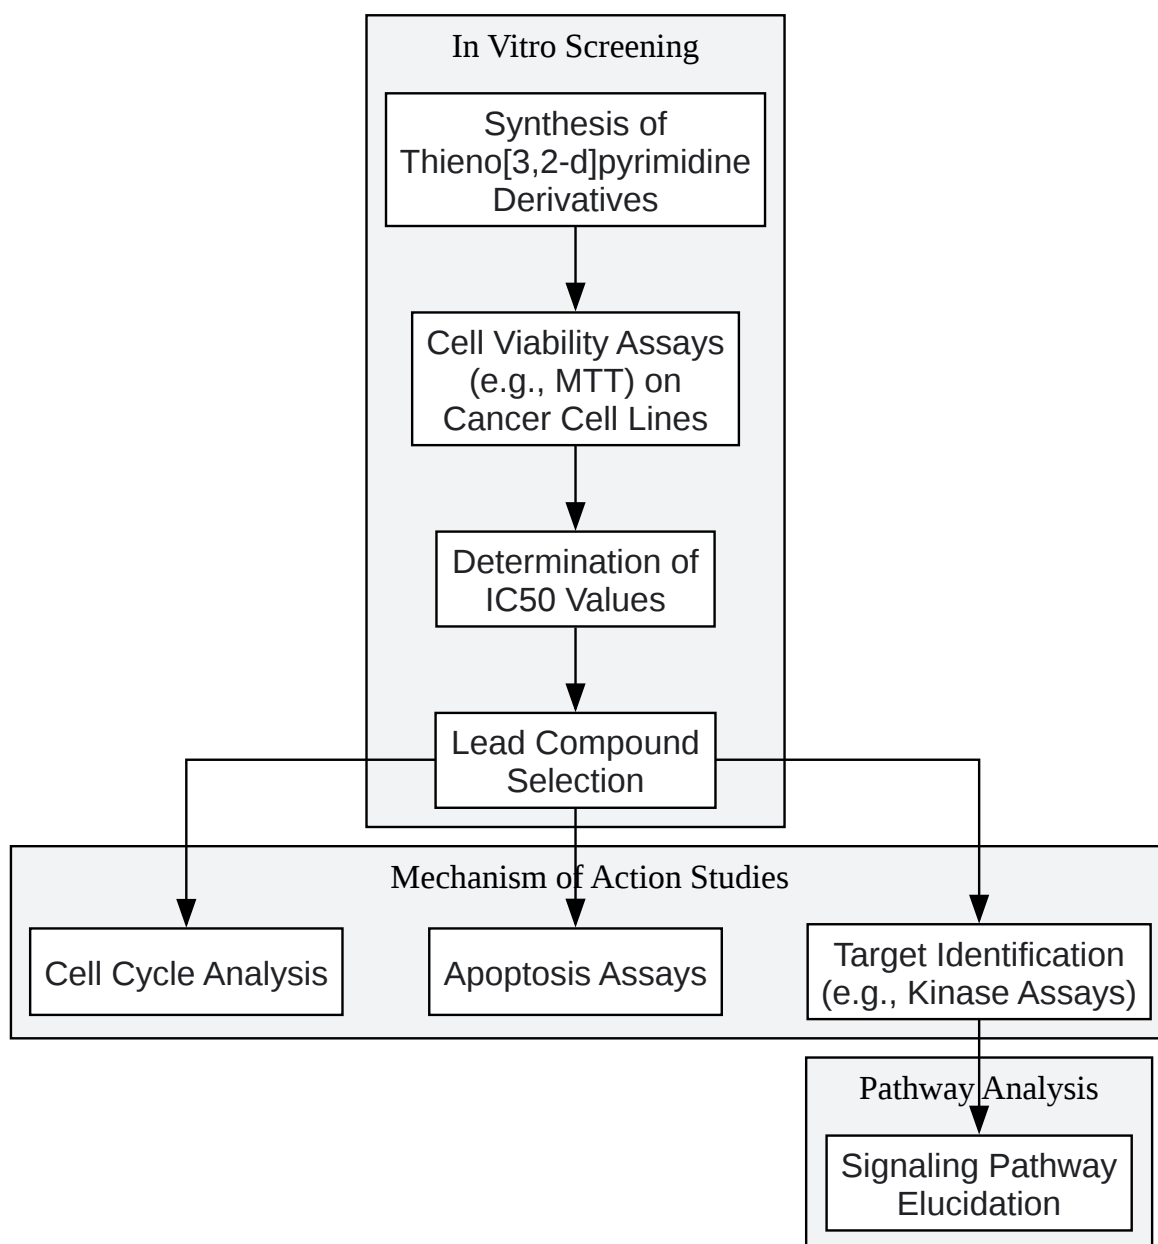 In Vitro Screening
Synthesis of
Thieno[3,2-d]pyrimidine
Derivatives
Cell Viability Assays
(e.g., MTT) on
Cancer Cell Lines
Determination of
IC50 Values
Lead Compound
Selection
Mechanism of Action Studies
Cell Cycle Analysis
Apoptosis Assays
Target Identification
(e.g., Kinase Assays)
Pathway Analysis
Signaling Pathway
Elucidation